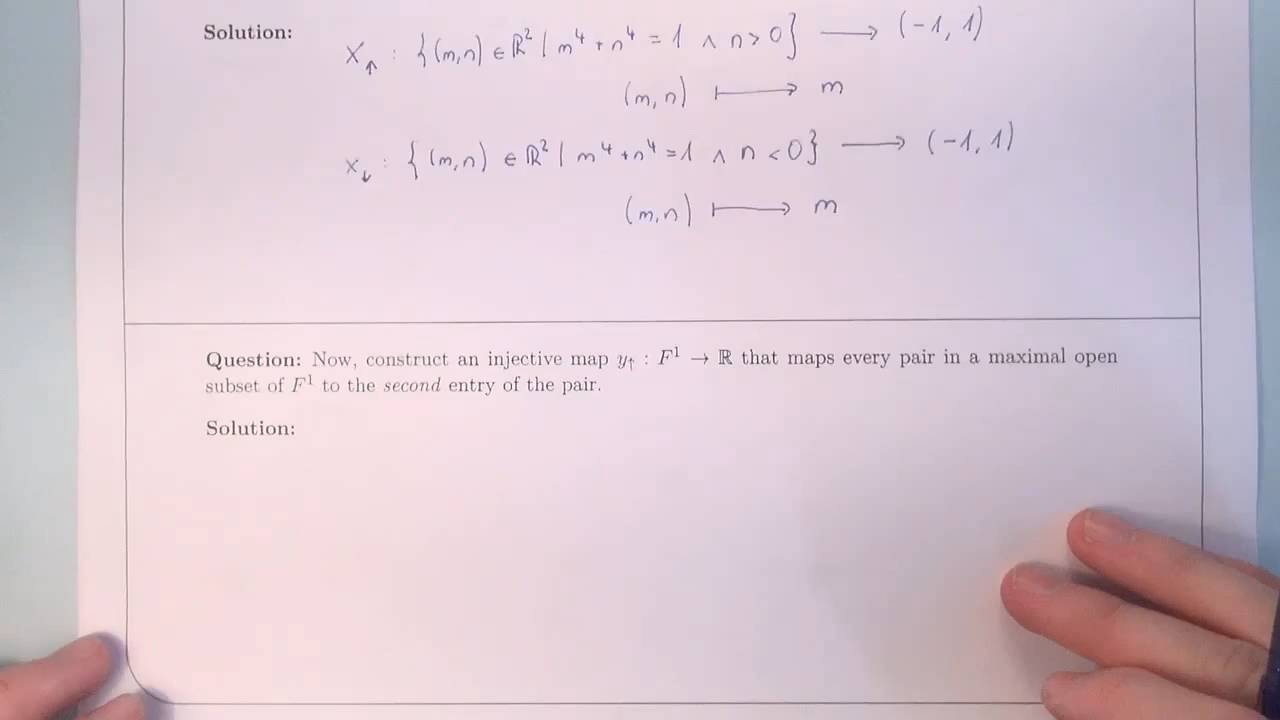 Solution: x↑ : {(m,n) ∈ ℝ² | m⁴ + n⁴ = 1 ∧ n > 0} ⟶ (-1, 1)
(m, n) ⟼ m
x↓ : {(m,n) ∈ ℝ² | m⁴ + n⁴ = 1 ∧ n < 0} ⟶ (-1, 1)
(m,n) ⟼ m
Question: Now, construct an injective map y↑ : F¹ → ℝ that maps every pair in a maximal open
subset of F¹ to the second entry of the pair.
Solution: